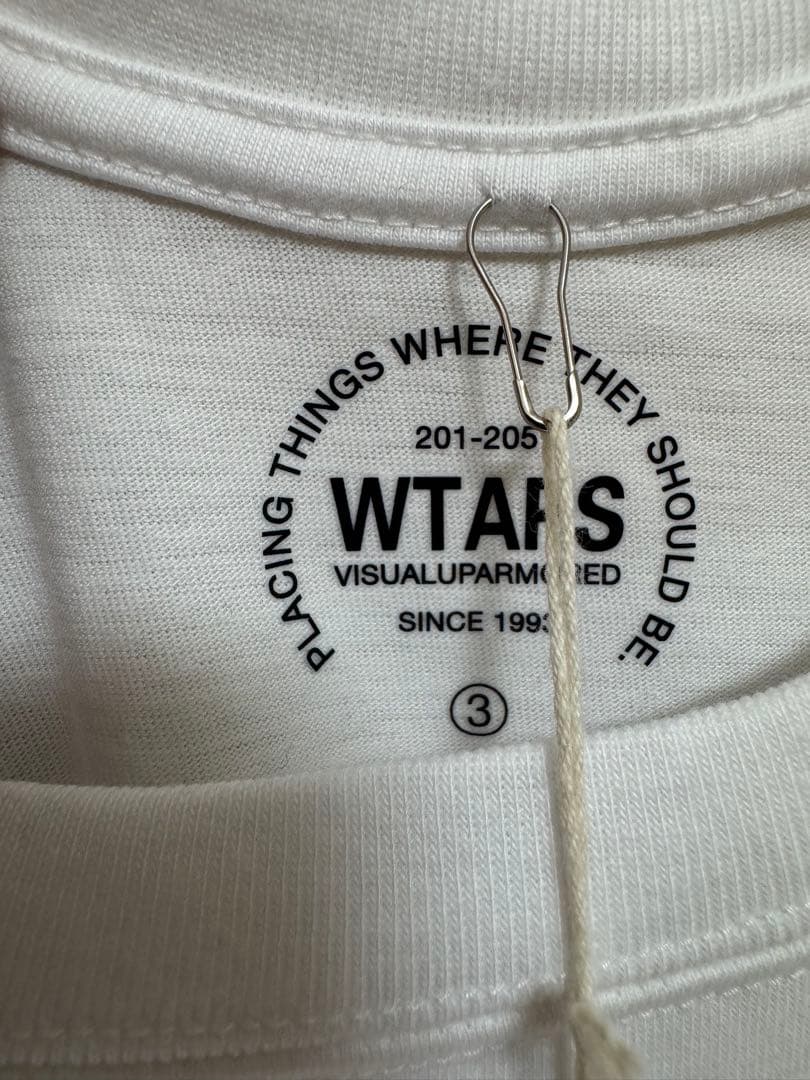 PLACING THINGS WHERE THEY SHOULD BE.
201-205
WTAPS
VISUALUPARMORED
SINCE 1993
3